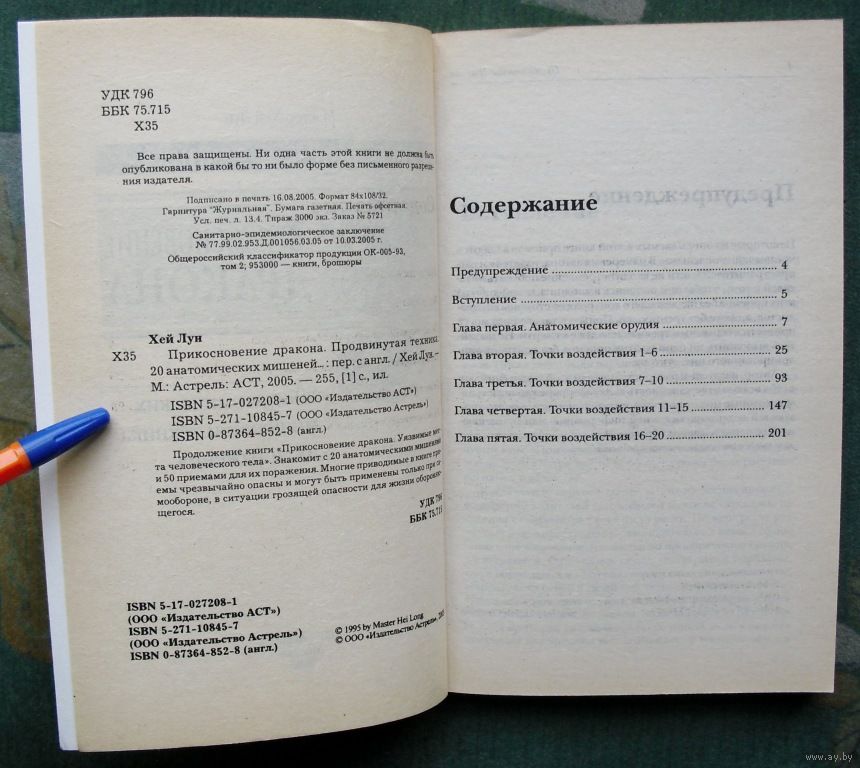 УДК 796
ББК 75.715
Х35
Все права защищены. Ни одна часть этой книги не должна быть
опубликована в какой бы то ни было форме без письменного разреше-
ния издателя.
Подписано в печать 16.08.2005. Формат 84х108/32.
Гарнитура "Журнальная". Бумага газетная. Печать офсетная.
Усл. печ. л. 13.4. Тираж 3000 экз. Заказ № 5721
Санитарно-эпидемиологическое заключение
№ 77.99.02.953.Д.001056.03.05 от 10.03.2005 г.
Общероссийский классификатор продукции ОК-005-93,
том 2; 953000 — книги, брошюры
Хей Лун
Х35 Прикосновение дракона. Продвинутая техника.
20 анатомических мишеней...: пер. с англ. / Хей Лун. —
М.: Астрель: АСТ, 2005. — 255, [1] с., ил.
ISBN 5-17-027208-1 (ООО «Издательство АСТ»)
ISBN 5-271-10845-7 (ООО «Издательство Астрель»)
ISBN 0-87364-852-8 (англ.)
Продолжение книги «Прикосновение дракона. Уязвимые мес-
та человеческого тела». Знакомит с 20 анатомическими мишенями
и 50 приемами для их поражения. Многие приводимые в книге при-
емы чрезвычайно опасны и могут быть применены только при са-
мообороне, в ситуации грозящей опасности для жизни обороняю-
щегося.
УДК 796
ББК 75.715
ISBN 5-17-027208-1
(ООО «Издательство АСТ»)
ISBN 5-271-10845-7
(ООО «Издательство Астрель»)
ISBN 0-87364-852-8 (англ.)
© 1995 by Master Hei Long
© ООО «Издательство Астрель», 2005
Содержание
Предупреждение ... 4
Вступление ... 5
Глава первая. Анатомические орудия ... 7
Глава вторая. Точки воздействия 1–6 ... 25
Глава третья. Точки воздействия 7–10 ... 93
Глава четвертая. Точки воздействия 11–15 ... 147
Глава пятая. Точки воздействия 16–20 ... 201
www.ay.by